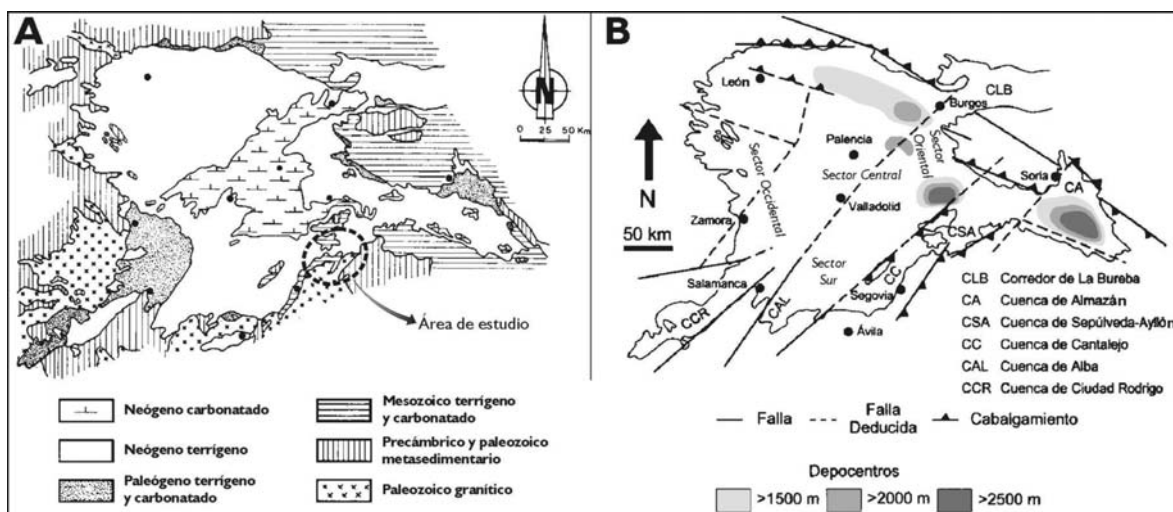 A
N
0 25 50 Km
Área de estudio
Neógeno carbonatado
Neógeno terrígeno
Paleógeno terrígeno
y carbonatado
Mesozoico terrígeno
y carbonatado
Precámbrico y paleozoico
metasedimentario
Paleozoico granítico
B
León
CLB
Burgos
Palencia
Sector
Oriental
Sector Occidental
Sector Central
Soria
CA
N
Valladolid
Zamora
50 km
CSA
Sector
Sur
CC
Salamanca
Segovia
CAL
CCR
Ávila
CLB Corredor de La Bureba
CA Cuenca de Almazán
CSA Cuenca de Sepúlveda-Ayllón
CC Cuenca de Cantalejo
CAL Cuenca de Alba
CCR Cuenca de Ciudad Rodrigo
Falla
Falla
Deducida
Cabalgamiento
Depocentros
>1500 m
>2000 m
>2500 m